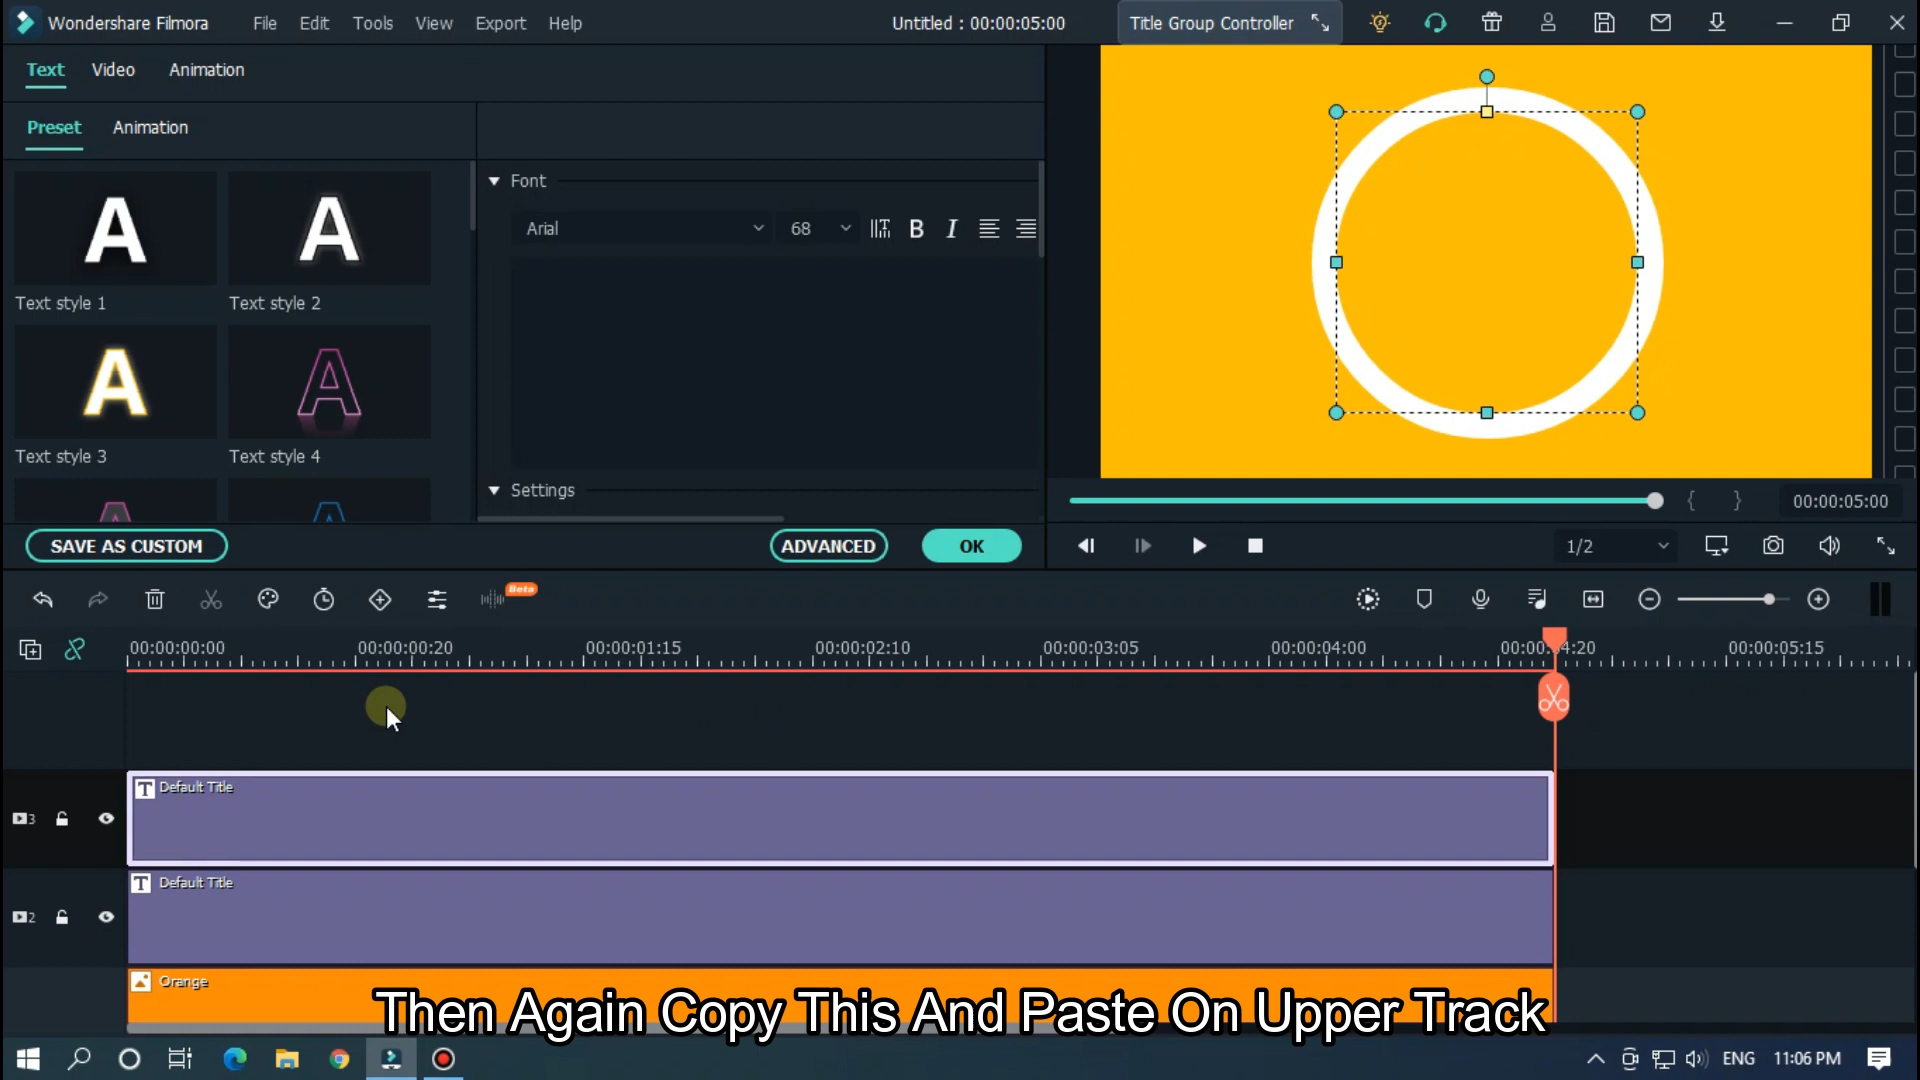 Wondershare Filmora File Edit Tools View Export Help Untitled : 00:00:05:00 Title Group Controller
Text Video Animation
Preset Animation
Font
Arial 68 B I
Text style 1 Text style 2
Text style 3 Text style 4
Settings
00:00:05:00
SAVE AS CUSTOM ADVANCED OK 1/2
Beta
00:00:00:00 00:00:00:20 00:00:01:15 00:00:02:10 00:00:03:05 00:00:04:00 00:00:04:20 00:00:05:15
Default Title
3
Default Title
2
Orange
Then Again Copy This And Paste On Upper Track
ENG 11:06 PM